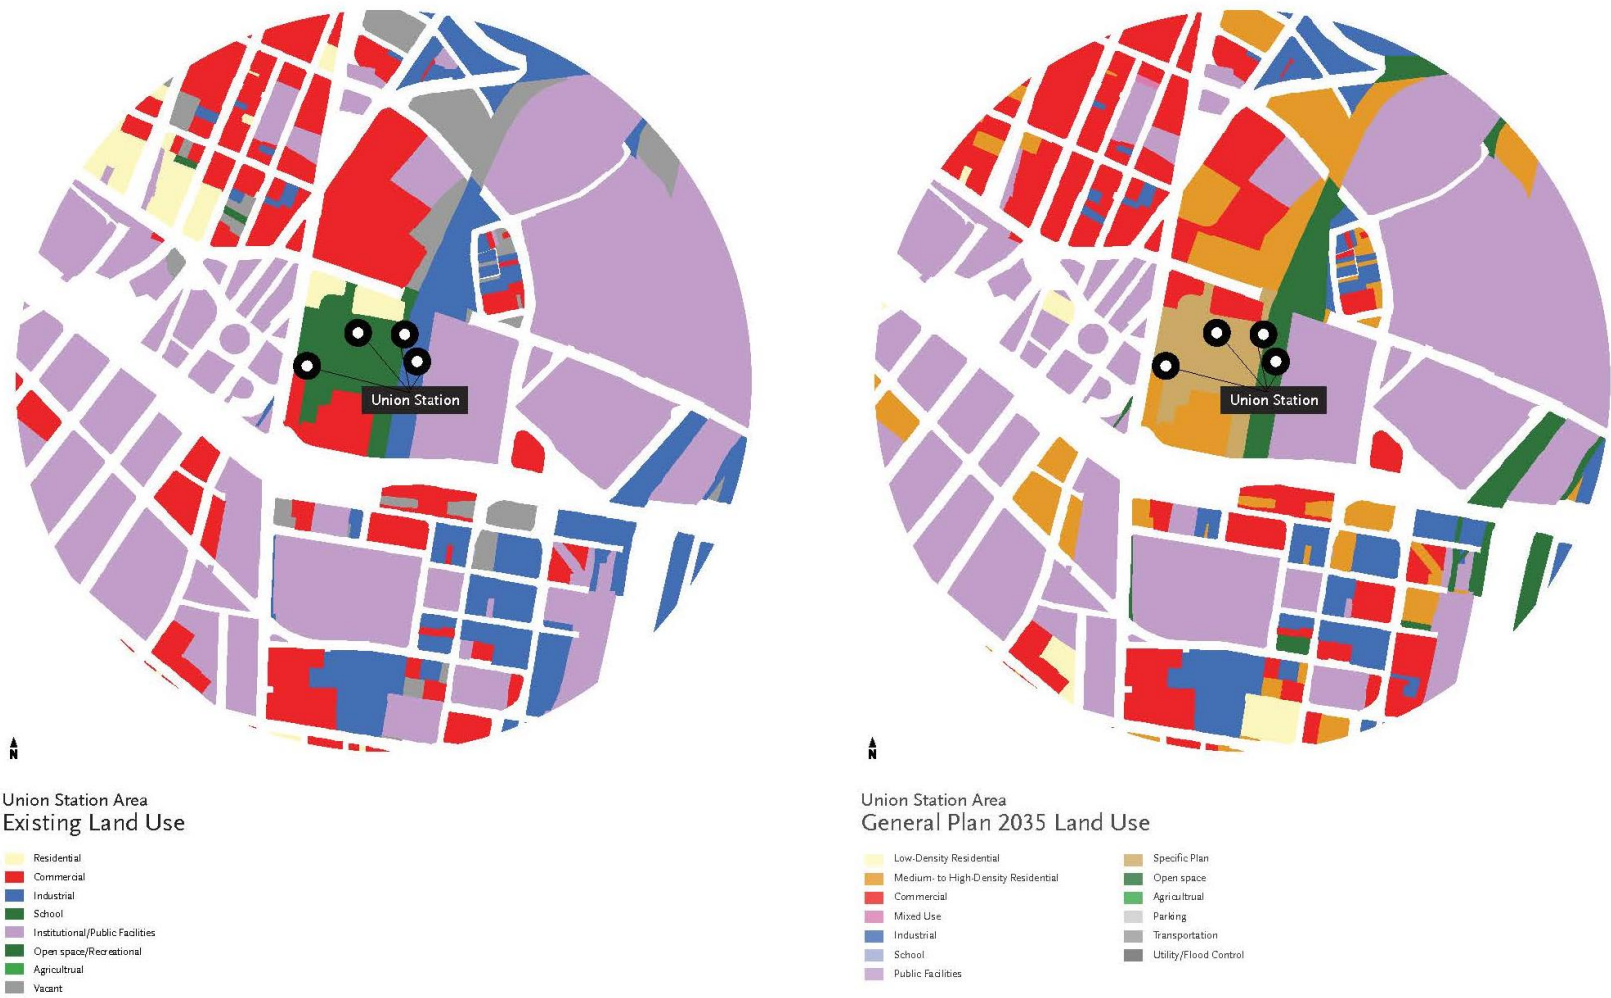 Union Station
Union Station
N
N
Union Station Area
Existing Land Use
Residential
Commercial
Industrial
School
Institutional/Public Facilities
Open space/Recreational
Agricultrual
Vacant
Union Station Area
General Plan 2035 Land Use
Low-Density Residential
Medium- to High-Density Residential
Commercial
Mixed Use
Industrial
School
Public Facilities
Specific Plan
Open space
Agricultrual
Parking
Transportation
Utility/Flood Control